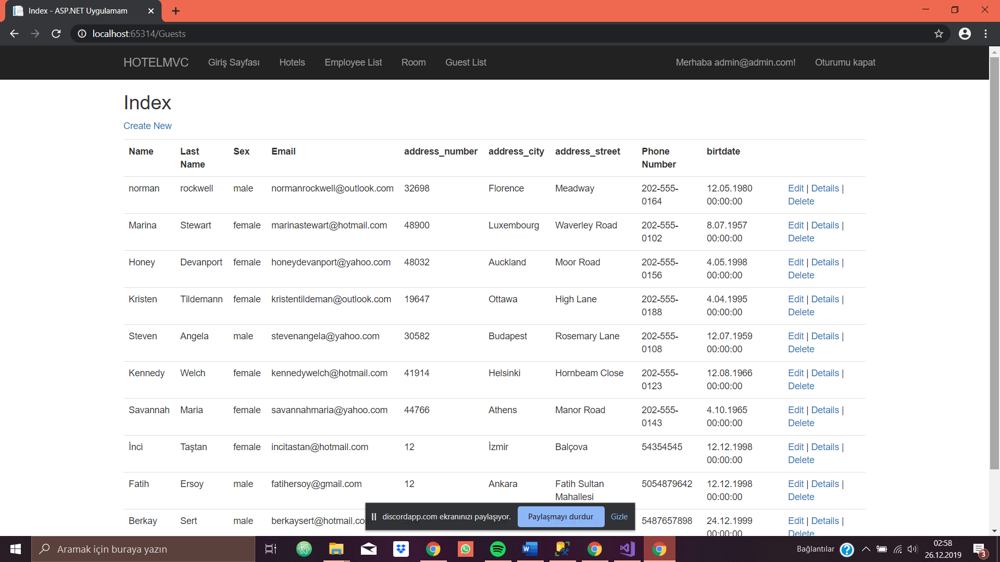 Index - ASP.NET Uygulamam
localhost:65314/Guests
HOTELMVC Giriş Sayfası Hotels Employee List Room Guest List Merhaba admin@admin.com! Oturumu kapat
Index
Create New
Name Last Name Sex Email address_number address_city address_street Phone Number birtdate
norman rockwell male normanrockwell@outlook.com 32698 Florence Meadway 202-555-0164 12.05.1980 00:00:00 Edit | Details | Delete
Marina Stewart female marinastewart@hotmail.com 48900 Luxembourg Waverley Road 202-555-0102 8.07.1957 00:00:00 Edit | Details | Delete
Honey Devanport female honeydevanport@yahoo.com 48032 Auckland Moor Road 202-555-0156 4.05.1998 00:00:00 Edit | Details | Delete
Kristen Tildemann female kristentildeman@outlook.com 19647 Ottawa High Lane 202-555-0188 4.04.1995 00:00:00 Edit | Details | Delete
Steven Angela male stevenangela@yahoo.com 30582 Budapest Rosemary Lane 202-555-0108 12.07.1959 00:00:00 Edit | Details | Delete
Kennedy Welch female kennedywelch@hotmail.com 41914 Helsinki Hornbeam Close 202-555-0123 12.08.1966 00:00:00 Edit | Details | Delete
Savannah Maria female savannahmaria@yahoo.com 44766 Athens Manor Road 202-555-0143 4.10.1965 00:00:00 Edit | Details | Delete
İnci Taştan female incitastan@hotmail.com 12 İzmir Balçova 54354545 12.12.1998 00:00:00 Edit | Details | Delete
Fatih Ersoy male fatihersoy@gmail.com 12 Ankara Fatih Sultan Mahallesi 5054879642 12.12.1998 00:00:00 Edit | Details | Delete
Berkay Sert male berkaysert@hotmail.co 5487657898 24.12.1999 00:00:00 Edit | Details | Delete
discordapp.com ekranınızı paylaşıyor. Paylaşmayı durdur Gizle
Aramak için buraya yazın
Bağlantılar
02:58
26.12.2019
3